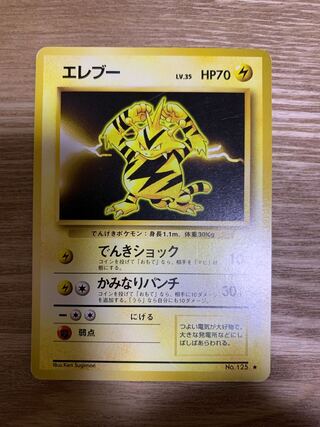 エレブー LV.35 HP70
でんげきポケモン：身長1.1m、体重30Kg
でんきショック 10
コインを投げて「おもて」なら、相手を「マヒ」状態にする。
かみなりパンチ 30+
コインを投げて「おもて」なら、10ダメージを追加する。「うら」なら自分にも10ダメージ。
にげる
弱点
つよい電気が大好物で、
大きな発電所などに
しばしばあらわれる。
Illus. Ken Sugimori No. 125 ★